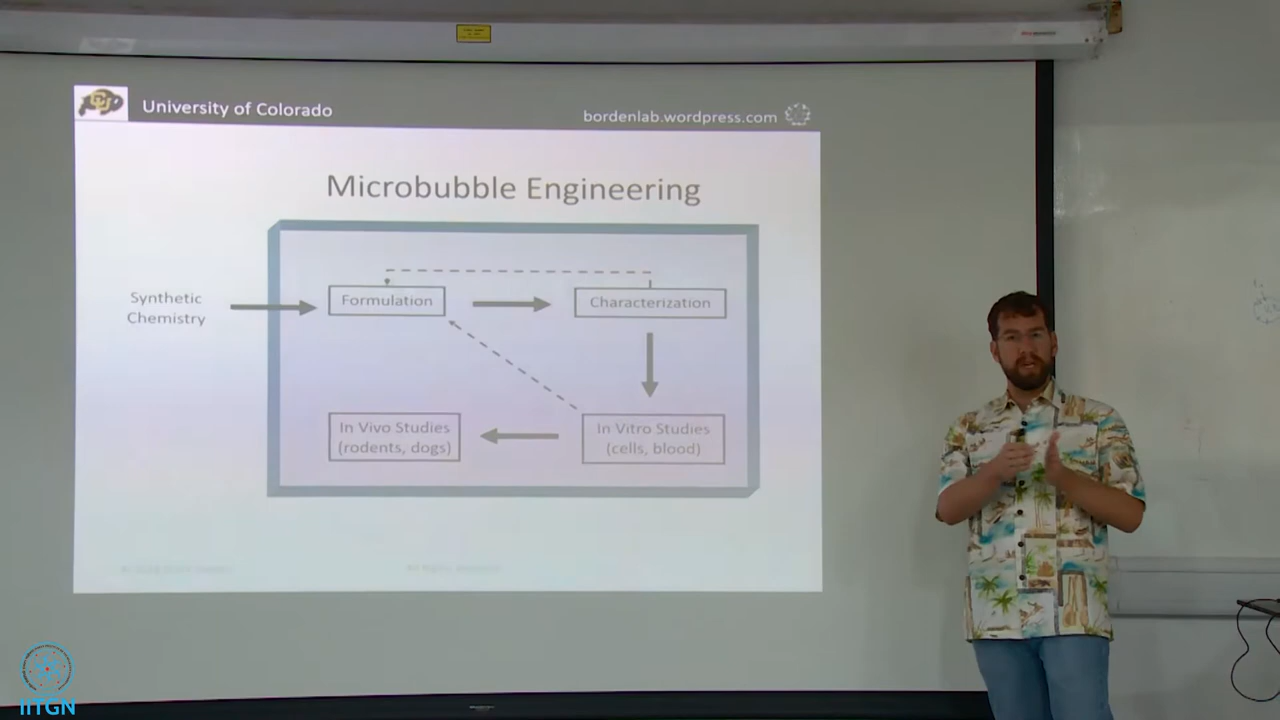 University of Colorado
bordenlab.wordpress.com
Microbubble Engineering
Synthetic
Chemistry
Formulation
Characterization
In Vivo Studies
(rodents, dogs)
In Vitro Studies
(cells, blood)
IITGN